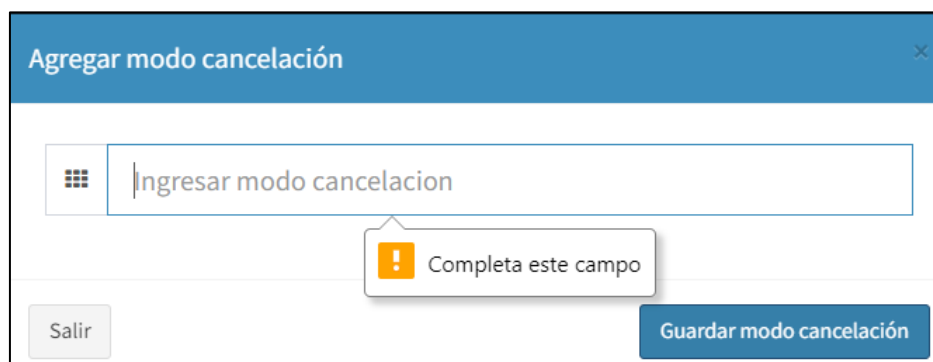 Agregar modo cancelación
×
Ingresar modo cancelacion
Completa este campo
Salir
Guardar modo cancelación